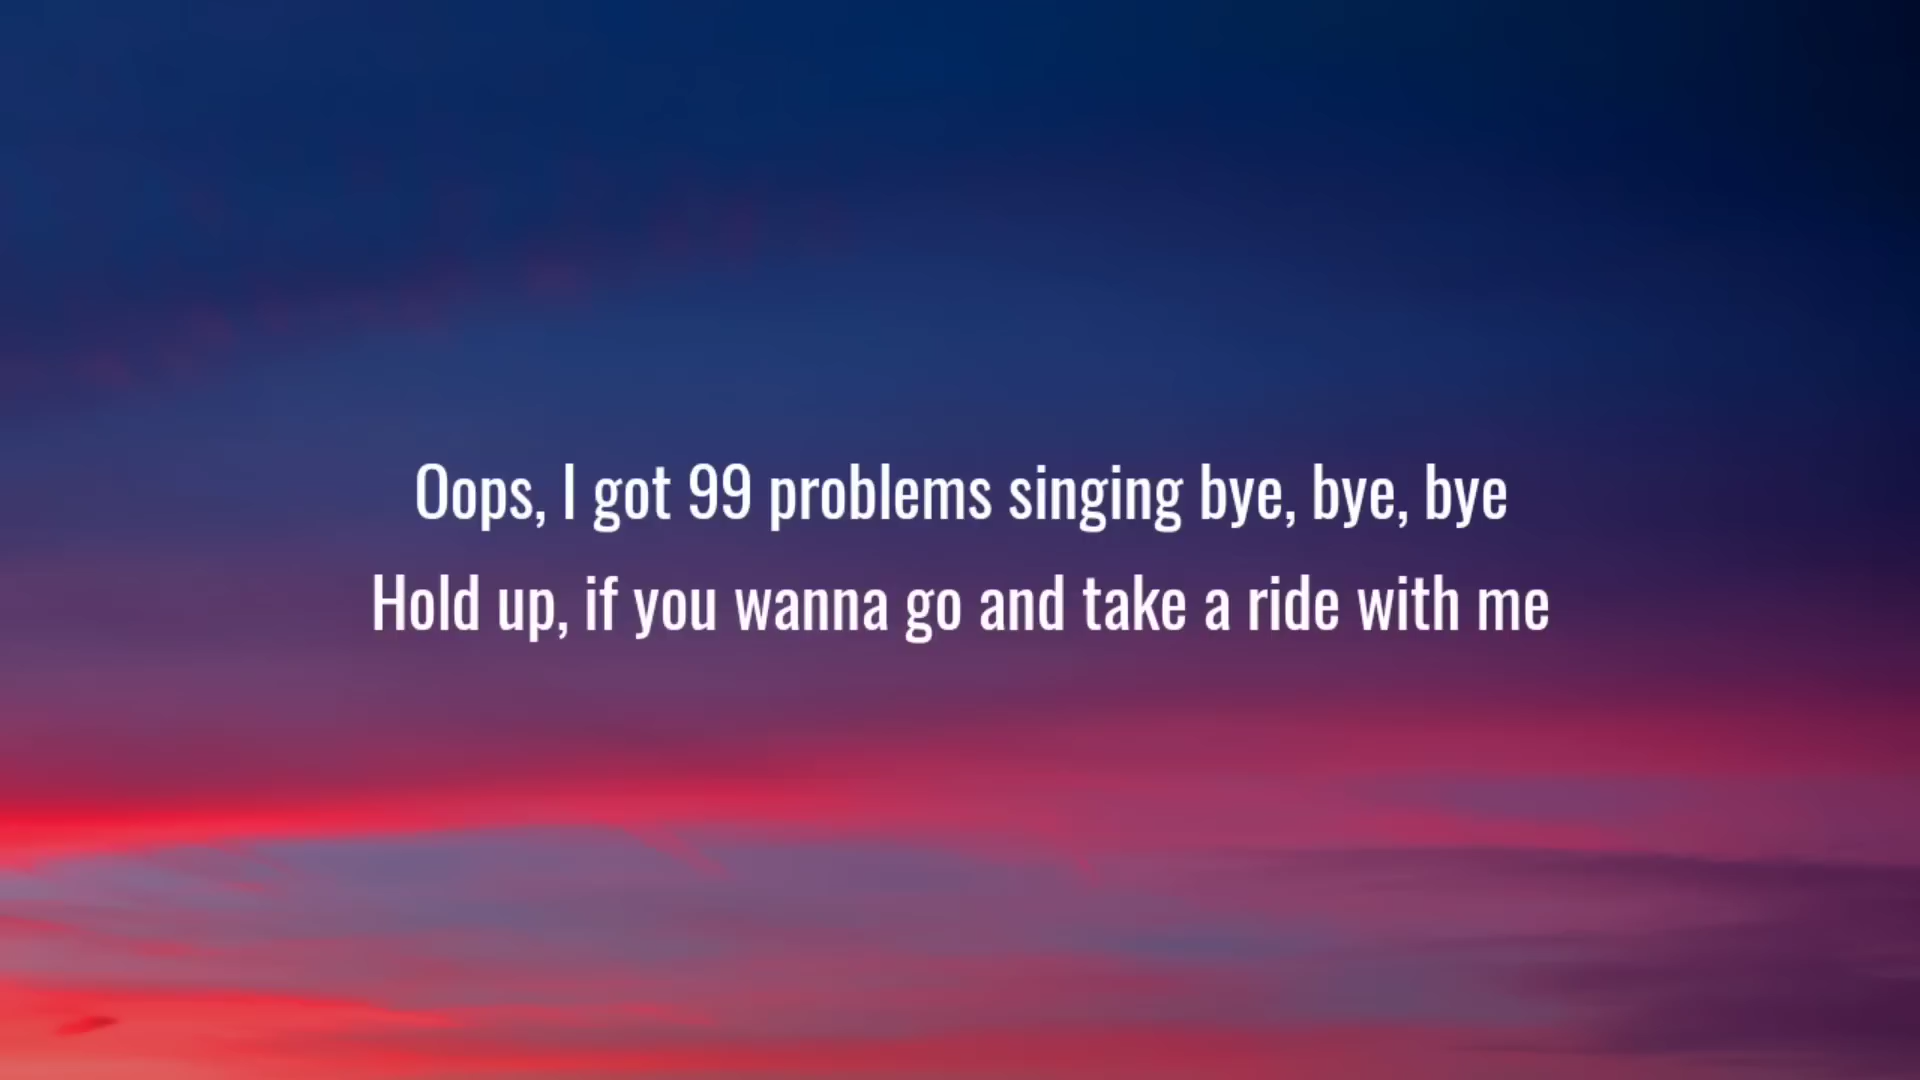 Oops, I got 99 problems singing bye, bye, bye
Hold up, if you wanna go and take a ride with me